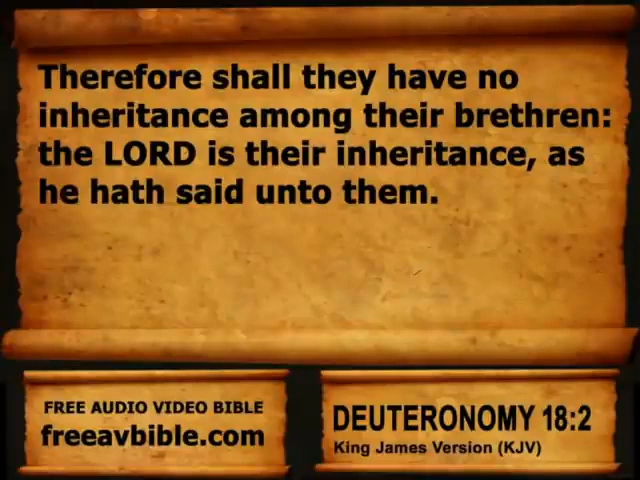 Therefore shall they have no
inheritance among their brethren:
the LORD is their inheritance, as
he hath said unto them.
FREE AUDIO VIDEO BIBLE
freeavbible.com
DEUTERONOMY 18:2
King James Version (KJV)